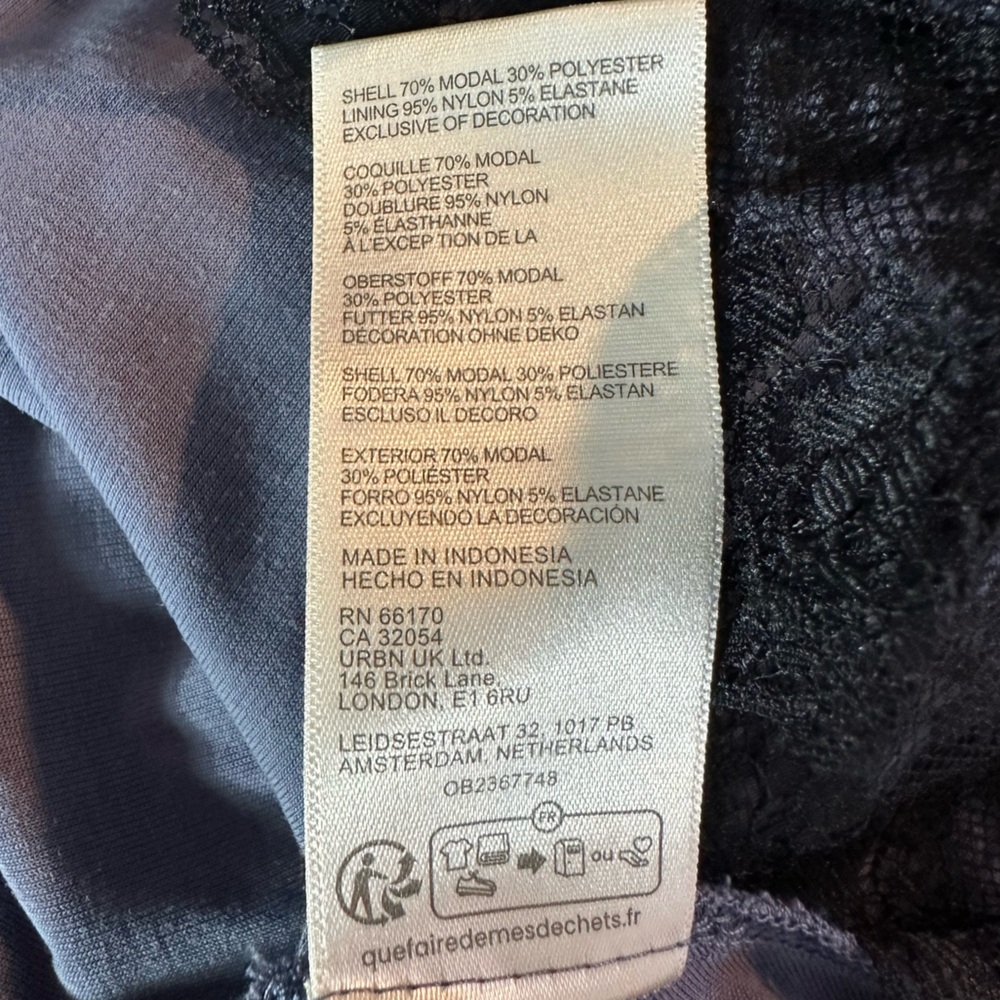 SHELL 70% MODAL 30% POLYESTER
LINING 95% NYLON 5% ELASTANE
EXCLUSIVE OF DECORATION
COQUILLE 70% MODAL
30% POLYESTER
DOUBLURE 95% NYLON
5% ÉLASTHANNE
À L'EXCEP TION DE LA
OBERSTOFF 70% MODAL
30% POLYESTER
FUTTER 95% NYLON 5% ELASTAN
DÉCORATION OHNE DEKO
SHELL 70% MODAL 30% POLIESTERE
FODERA 95% NYLON 5% ELASTAN
ESCLUSO IL DECORO
EXTERIOR 70% MODAL
30% POLIÉSTER
FORRO 95% NYLON 5% ELASTANE
EXCLUYENDO LA DECORACIÓN
MADE IN INDONESIA
HECHO EN INDONESIA
RN 66170
CA 32054
URBN UK Ltd.
146 Brick Lane,
LONDON, E1 6RU
LEIDSESTRAAT 32, 1017 PB
AMSTERDAM, NETHERLANDS
OB2367748
FR
ou
quefairedemesdechets.fr